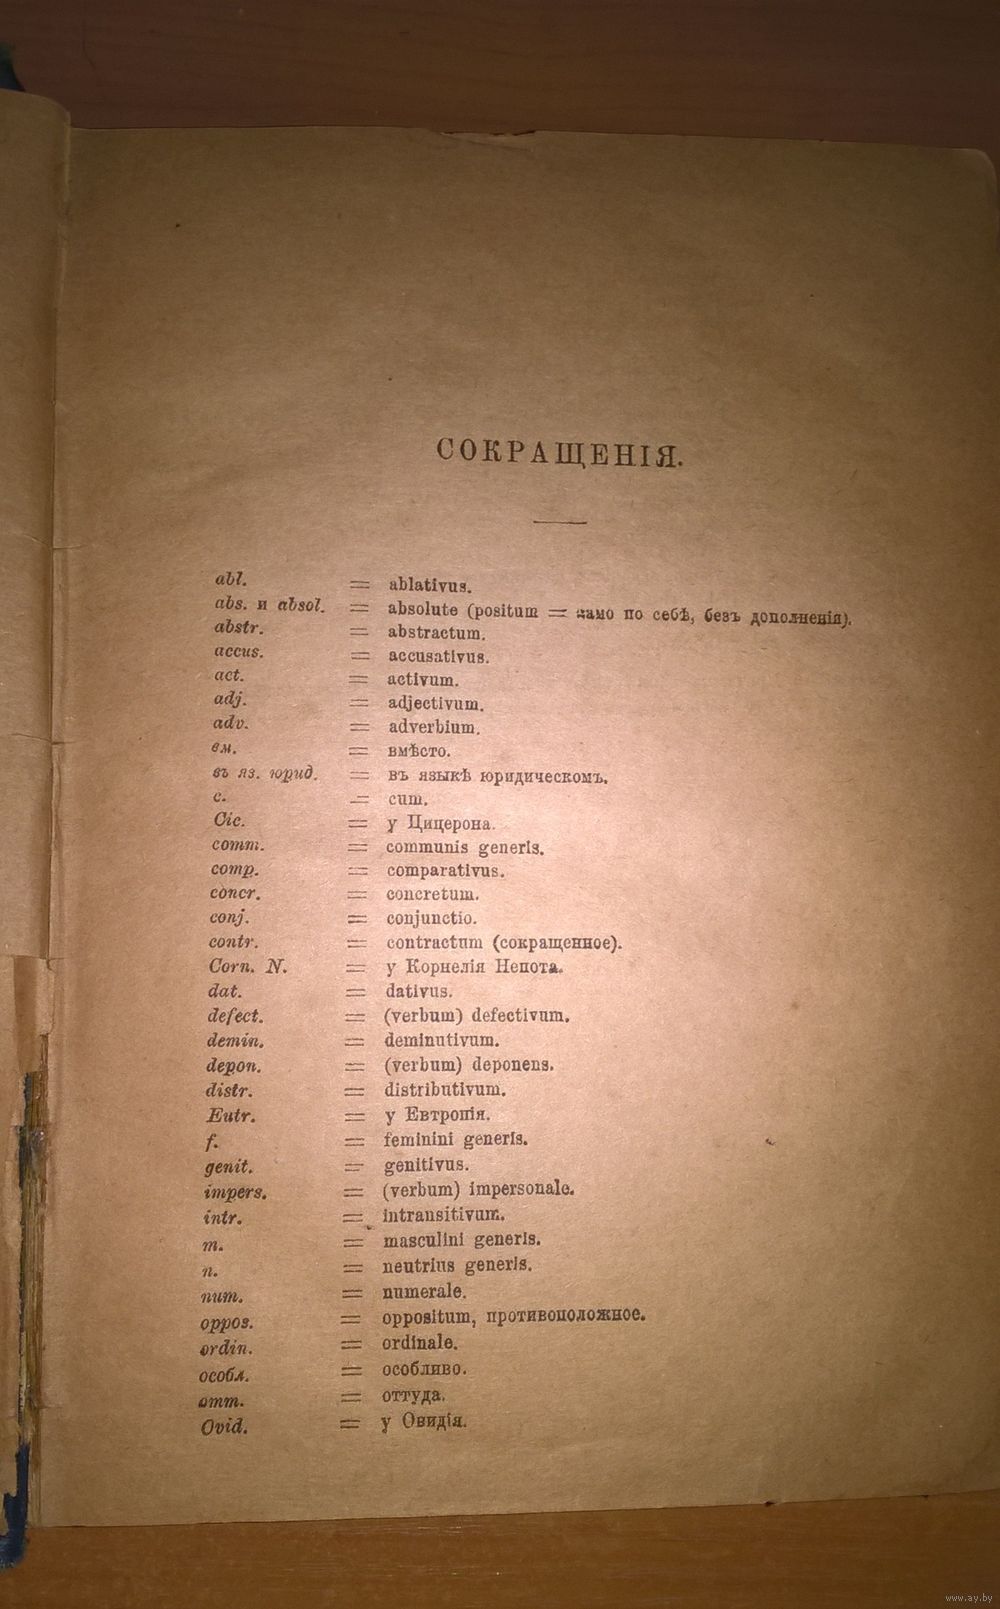 СОКРАЩЕНІЯ.
abl. = ablativus.
abs. и absol. = absolute (positum = само по себѣ, безъ дополненія).
abstr. = abstractum.
accus. = accusativus.
act. = activum.
adj. = adjectivum.
adv. = adverbium.
вм. = вмѣсто.
въ яз. юрид. = въ языкѣ юридическомъ.
c. = cum.
Cic. = у Цицерона.
comm. = communis generis.
comp. = comparativus.
concr. = concretum.
conj. = conjunctio.
contr. = contractum (сокращенное).
Corn. N. = у Корнелія Непота.
dat. = dativus.
defect. = (verbum) defectivum.
demin. = deminutivum.
depon. = (verbum) deponens.
distr. = distributivum.
Eutr. = у Евтропія.
f. = feminini generis.
genit. = genitivus.
impers. = (verbum) impersonale.
intr. = intransitivum.
m. = masculini generis.
n. = neutrius generis.
num. = numerale.
oppos. = oppositum, противоположное.
ordin. = ordinale.
особл. = особливо.
отт. = оттуда.
Ovid. = у Овидія.
www.ay.by